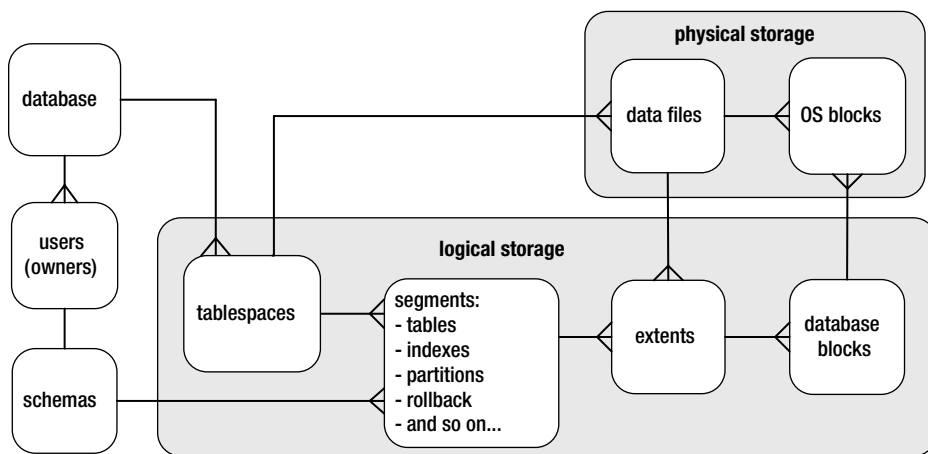 physical storage
database
data files
OS blocks
users
(owners)
logical storage
tablespaces
segments:
- tables
- indexes
- partitions
- rollback
- and so on...
extents
database
blocks
schemas